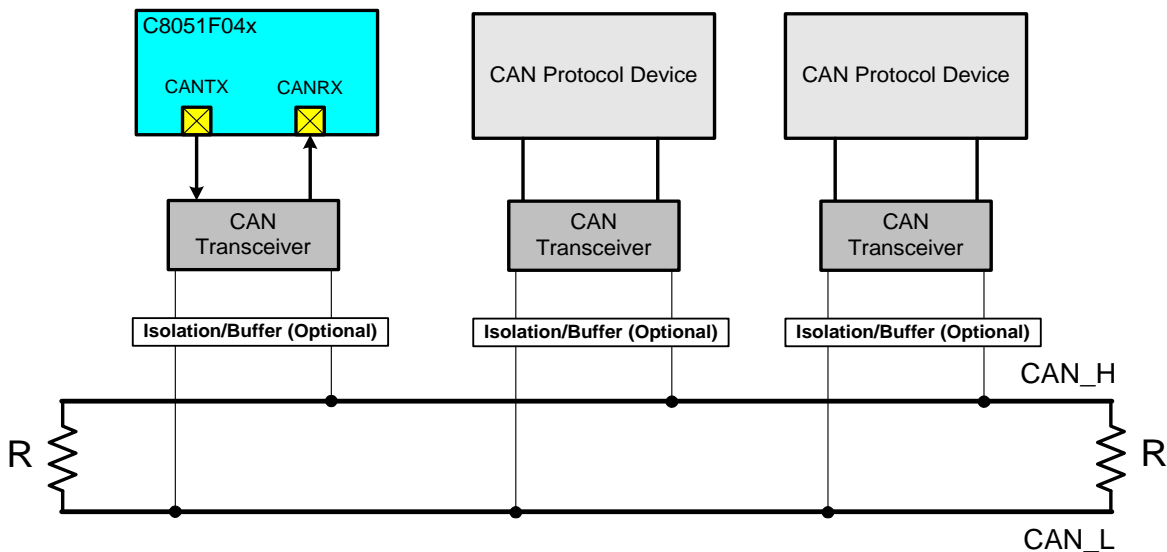 C8051F04x
CANTX
CANRX
CAN Protocol Device
CAN Protocol Device
CAN
Transceiver
CAN
Transceiver
CAN
Transceiver
Isolation/Buffer (Optional)
Isolation/Buffer (Optional)
Isolation/Buffer (Optional)
CAN_H
R
R
CAN_L